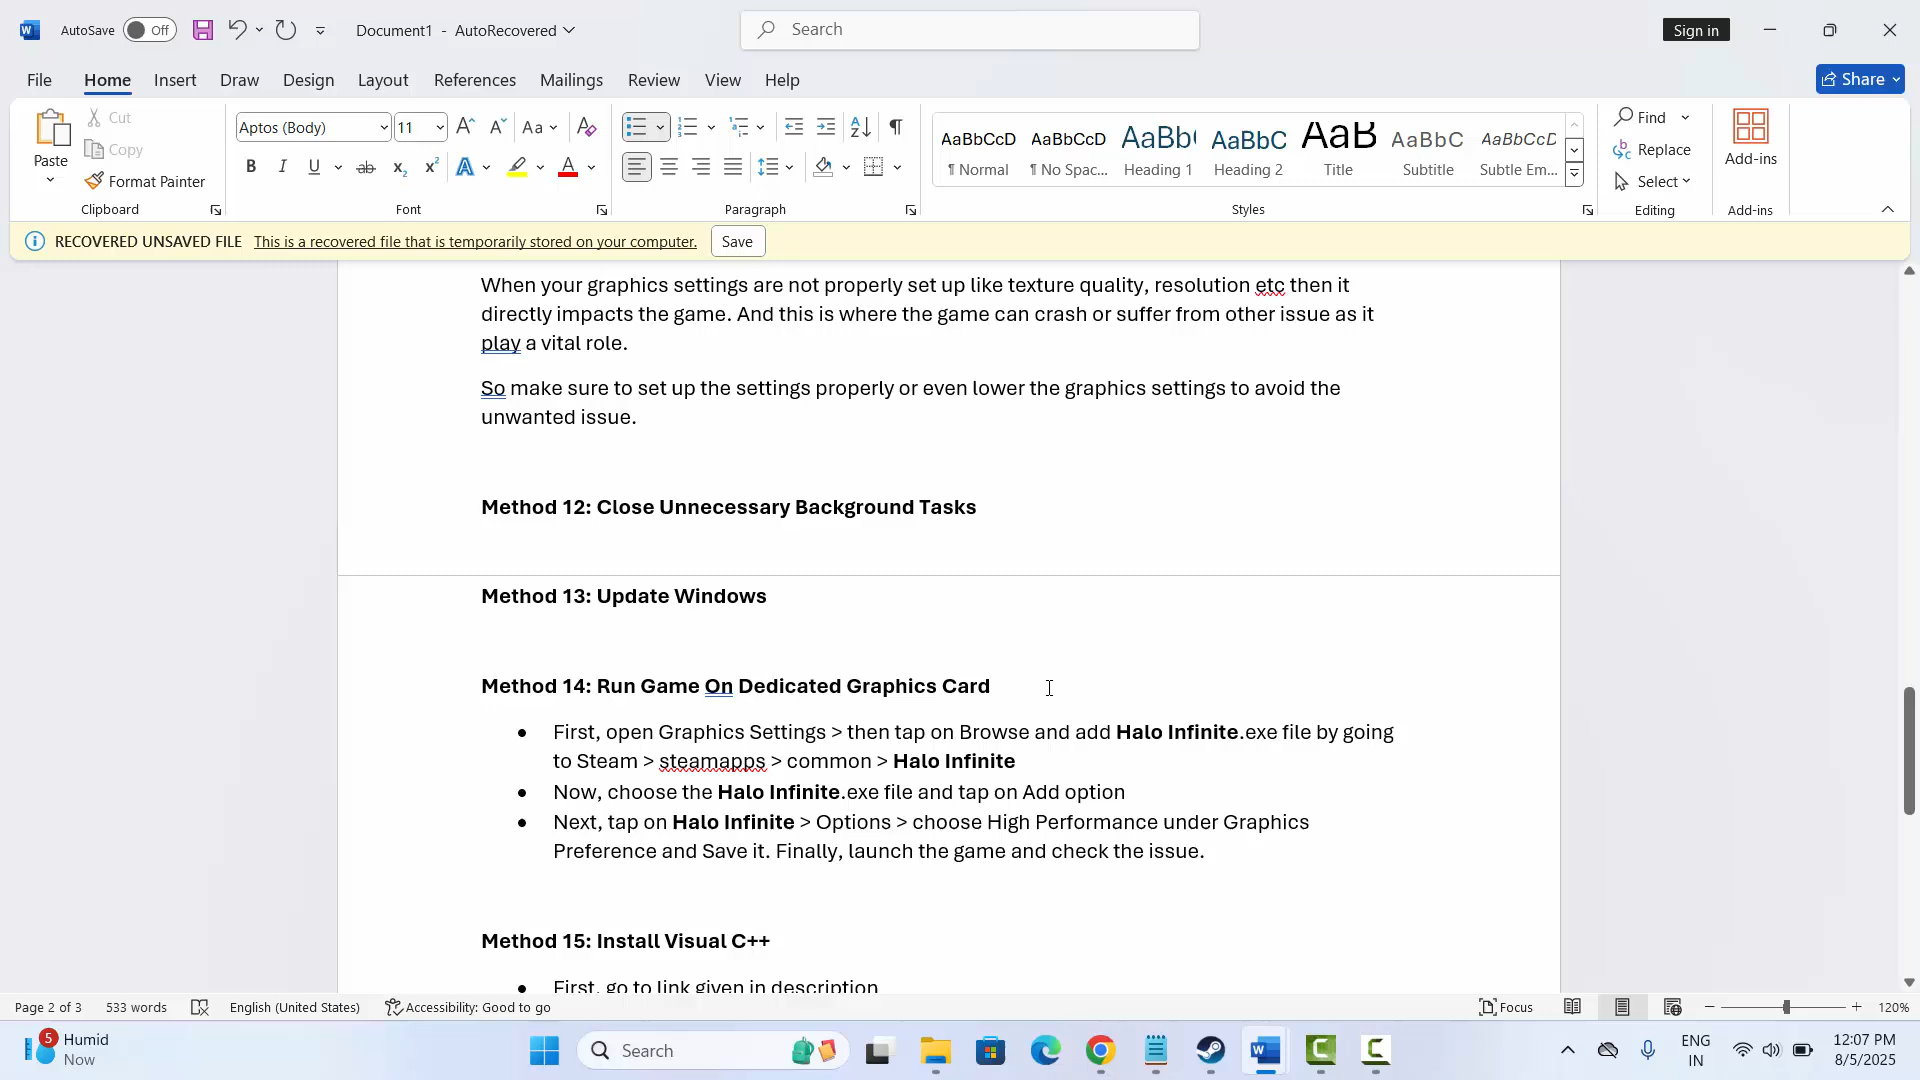 AutoSave Off Document1 - AutoRecovered Search Sign in
File Home Insert Draw Design Layout References Mailings Review View Help Share
Paste Cut Copy Format Painter Clipboard
Aptos (Body) 11 Aa
B I U ab x₂ x² A A
Font
Paragraph
AaBbCcD AaBbCcD AaBb( AaBbC AaB AaBbC AaBbCcD
¶ Normal ¶ No Spac... Heading 1 Heading 2 Title Subtitle Subtle Em...
Styles
Find
Replace
Select
Editing
Add-ins
Add-ins
RECOVERED UNSAVED FILE This is a recovered file that is temporarily stored on your computer. Save
When your graphics settings are not properly set up like texture quality, resolution etc then it
directly impacts the game. And this is where the game can crash or suffer from other issue as it
play a vital role.
So make sure to set up the settings properly or even lower the graphics settings to avoid the
unwanted issue.
Method 12: Close Unnecessary Background Tasks
Method 13: Update Windows
Method 14: Run Game On Dedicated Graphics Card
• First, open Graphics Settings > then tap on Browse and add Halo Infinite.exe file by going
to Steam > steamapps > common > Halo Infinite
• Now, choose the Halo Infinite.exe file and tap on Add option
• Next, tap on Halo Infinite > Options > choose High Performance under Graphics
Preference and Save it. Finally, launch the game and check the issue.
Method 15: Install Visual C++
• First, go to link given in description
Page 2 of 3 533 words English (United States) Accessibility: Good to go Focus 120%
5 Humid
Now
Search
ENG
IN
12:07 PM
8/5/2025